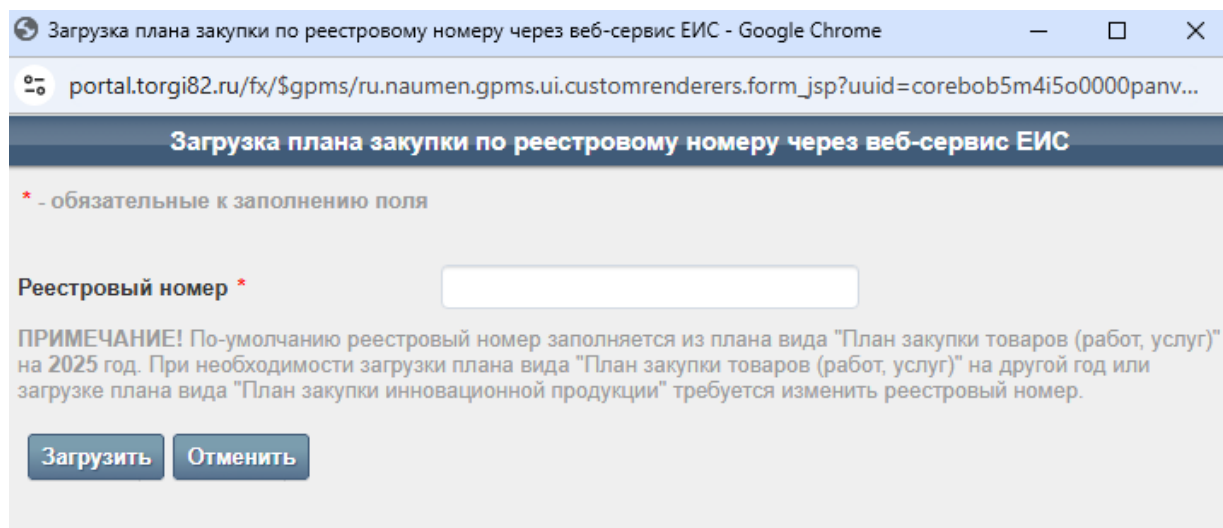 Загрузка плана закупки по реестровому номеру через веб-сервис ЕИС - Google Chrome
portal.torgi82.ru/fx/$gpms/ru.naumen.gpms.ui.customrenderers.form_jsp?uuid=corebob5m4i5o0000panv...
Загрузка плана закупки по реестровому номеру через веб-сервис ЕИС
* - обязательные к заполнению поля
Реестровый номер *
ПРИМЕЧАНИЕ! По-умолчанию реестровый номер заполняется из плана вида "План закупки товаров (работ, услуг)"
на 2025 год. При необходимости загрузки плана вида "План закупки товаров (работ, услуг)" на другой год или
загрузке плана вида "План закупки инновационной продукции" требуется изменить реестровый номер.
Загрузить Отменить